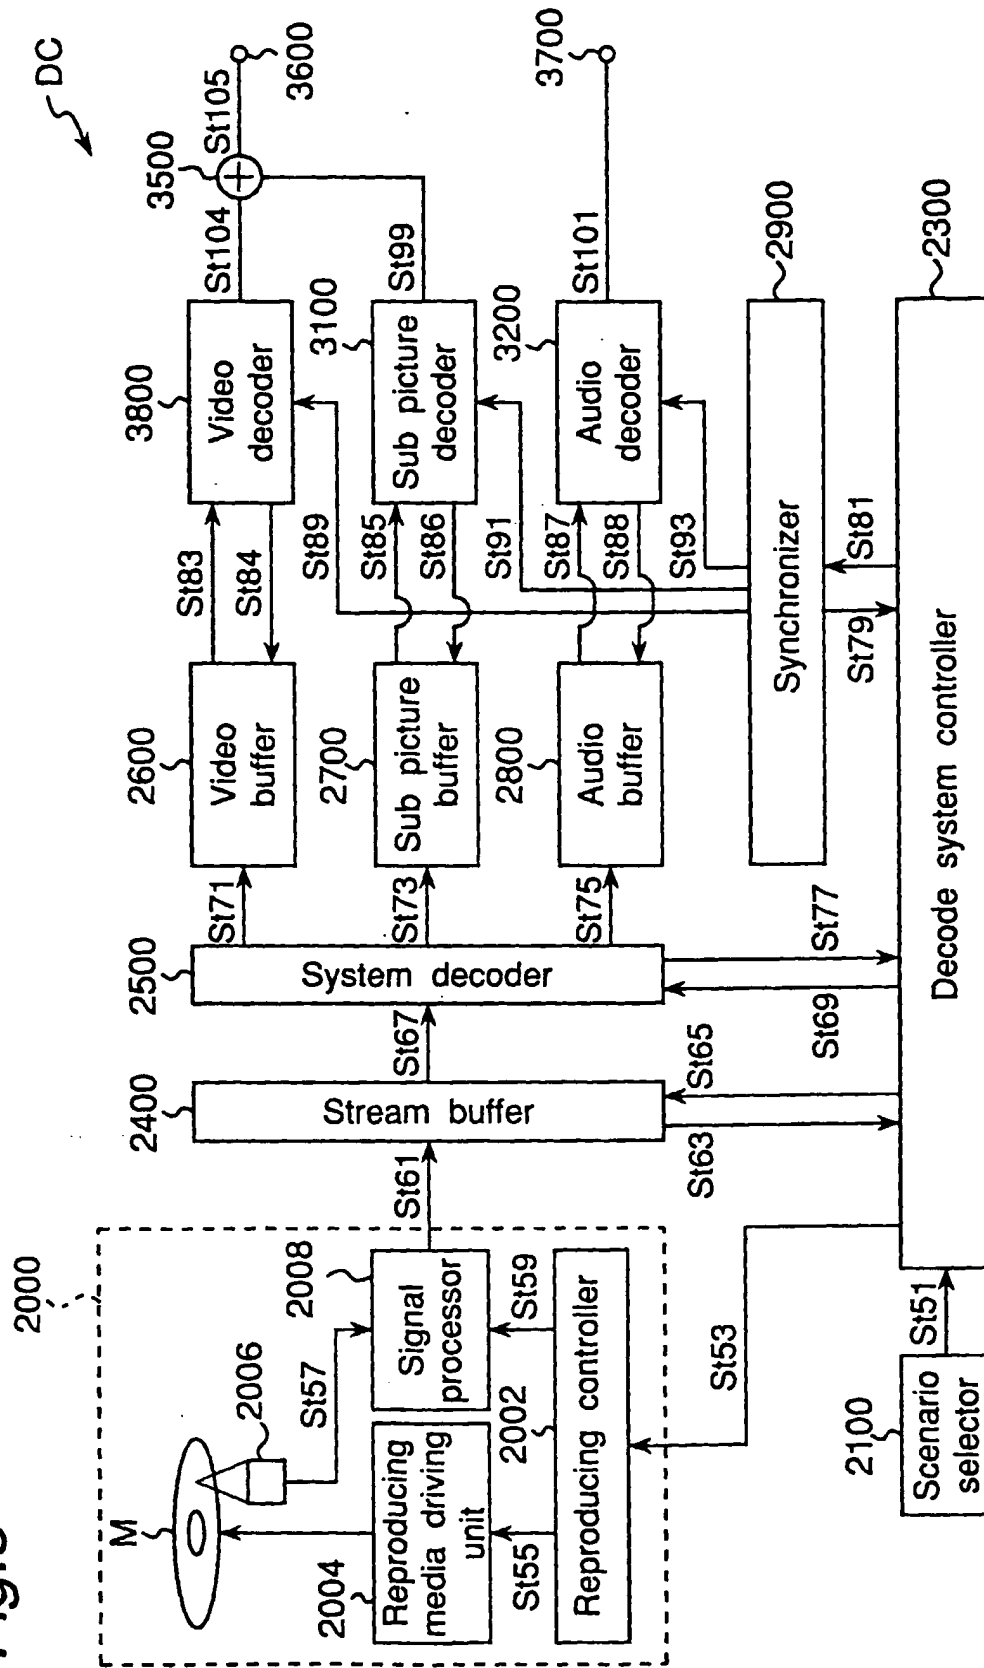 DC
3500
St105
3600
St104
3800
Video
decoder
St99
3100
Sub picture
decoder
3700
St101
3200
Audio
decoder
2900
2300
St83
St84
St89
St85
St86
St91
St87
St88
St93
2600
Video
buffer
2700
Sub picture
buffer
2800
Audio
buffer
Synchronizer
St81
St79
St71
St73
St75
2500
System decoder
St77
St69
St67
2400
Stream buffer
St65
St63
St61
Decode system controller
2000
M
2006
St57
2008
Signal
processor
St59
2004
Reproducing
media driving
unit
St55
2002
Reproducing controller
St53
St51
2100
Scenario
selector